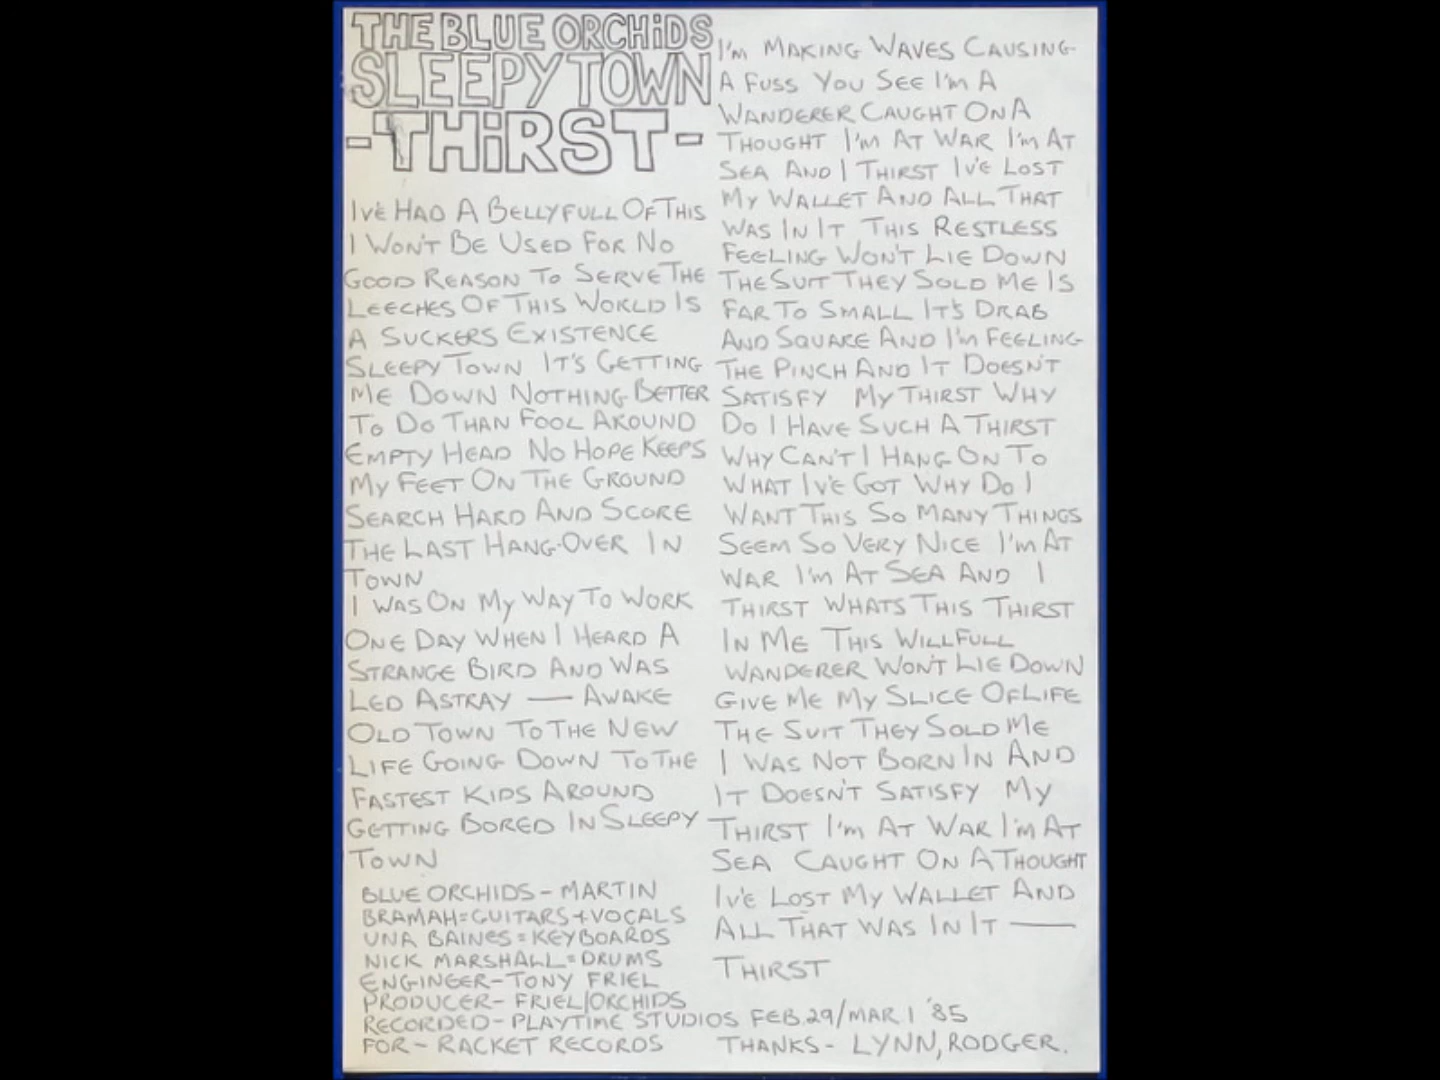 THE BLUE ORCHiDS
SLEEPY TOWN
-THiRST-
IVE HAD A BELLYFULL OF THIS
I WON'T BE USED FOR NO
GOOD REASON TO SERVE THE
LEECHES OF THIS WORLD IS
A SUCKERS EXISTENCE
SLEEPY TOWN IT'S GETTING
ME DOWN NOTHING BETTER
TO DO THAN FOOL AROUND
EMPTY HEAD NO HOPE KEEPS
MY FEET ON THE GROUND
SEARCH HARD AND SCORE
THE LAST HANG-OVER IN
TOWN
I WAS ON MY WAY TO WORK
ONE DAY WHEN I HEARD A
STRANGE BIRD AND WAS
LED ASTRAY — AWAKE
OLD TOWN TO THE NEW
LIFE GOING DOWN TO THE
FASTEST KIDS AROUND
GETTING BORED IN SLEEPY
TOWN
BLUE ORCHIDS - MARTIN
BRAMAH = GUITARS + VOCALS
UNA BAINES = KEYBOARDS
NICK MARSHALL = DRUMS
ENGINEER - TONY FRIEL
PRODUCER - FRIEL/ORCHIDS
RECORDED - PLAYTIME STUDIOS FEB.29/MAR 1 '85
FOR - RACKET RECORDS
I'm MAKING WAVES CAUSING
A FUSS YOU SEE I'm A
WANDERER CAUGHT ON A
THOUGHT I'm AT WAR I'm AT
SEA AND I THIRST IV'E LOST
MY WALLET AND ALL THAT
WAS IN IT THIS RESTLESS
FEELING WON'T LIE DOWN
THE SUIT THEY SOLD ME IS
FAR TO SMALL IT'S DRAB
AND SQUARE AND I'm FEELING
THE PINCH AND IT DOESN'T
SATISFY MY THIRST WHY
DO I HAVE SUCH A THIRST
WHY CAN'T I HANG ON TO
WHAT IV'E GOT WHY DO I
WANT THIS SO MANY THINGS
SEEM SO VERY NICE I'm AT
WAR I'm AT SEA AND I
THIRST WHATS THIS THIRST
IN ME THIS WILLFULL
WANDERER WON'T LIE DOWN
GIVE ME MY SLICE OF LIFE
THE SUIT THEY SOLD ME
I WAS NOT BORN IN AND
IT DOESN'T SATISFY MY
THIRST I'm AT WAR I'm AT
SEA CAUGHT ON A THOUGHT
IV'E LOST MY WALLET AND
ALL THAT WAS IN IT —
THIRST
THANKS - LYNN, RODGER.